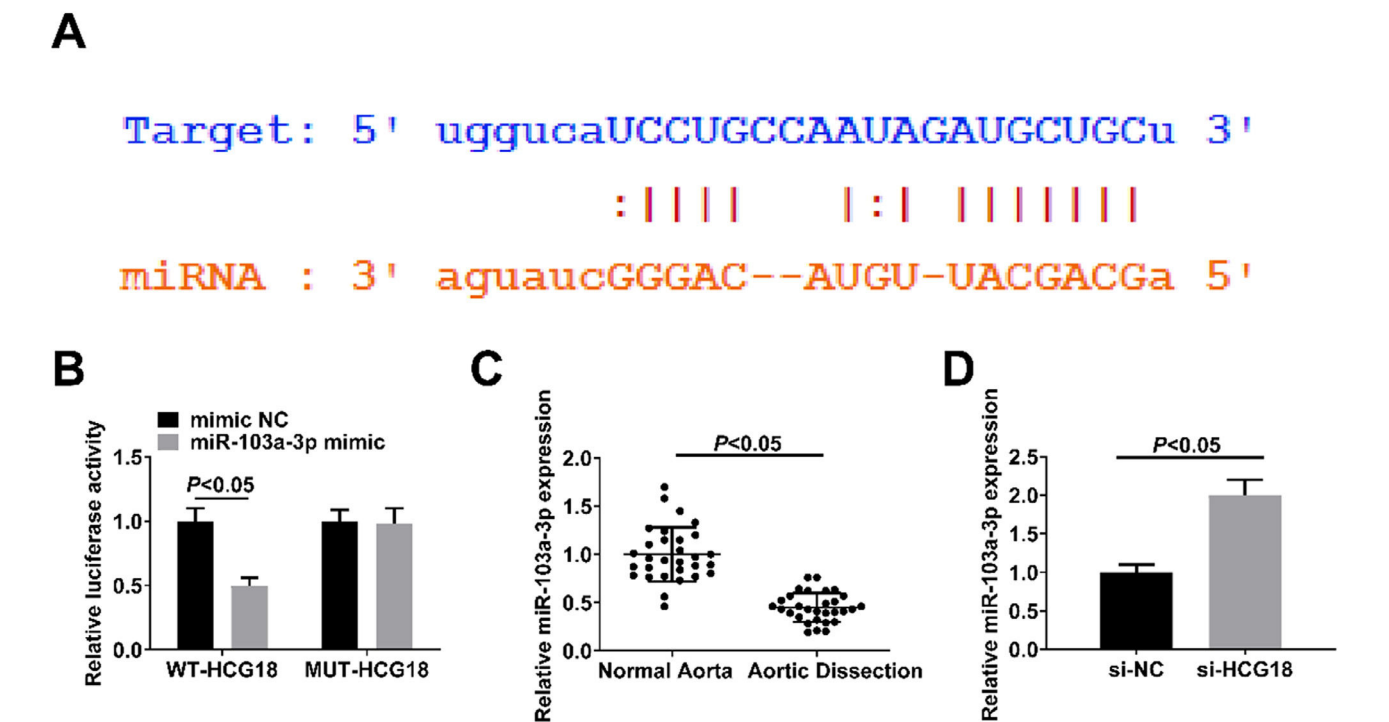 A
Target: 5' uggucaUCCUGCCAAUAGAUGCUGCu 3'
:|||| |:| |||||||
miRNA : 3' aguaucGGGAC--AUGU-UACGACGa 5'
B
mimic NC
miR-103a-3p mimic
Relative luciferase activity
1.5
1.0
0.5
0.0
P<0.05
WT-HCG18 MUT-HCG18
C
Relative miR-103a-3p expression
2.0
1.5
1.0
0.5
0.0
P<0.05
Normal Aorta Aortic Dissection
D
Relative miR-103a-3p expression
2.5
2.0
1.5
1.0
0.5
0.0
P<0.05
si-NC si-HCG18